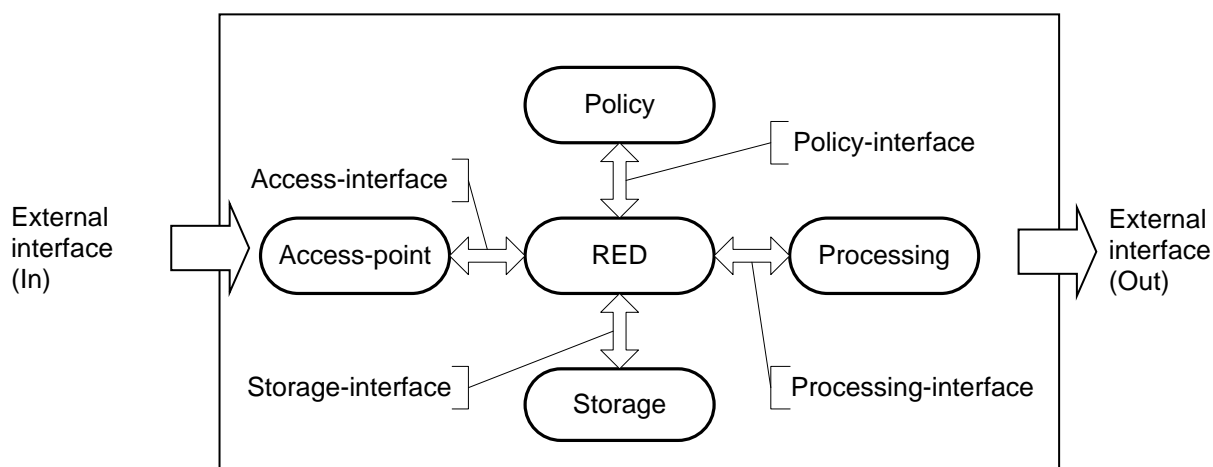 Policy
Policy-interface
Access-interface
External
interface
(In)
Access-point
RED
Processing
External
interface
(Out)
Storage-interface
Processing-interface
Storage